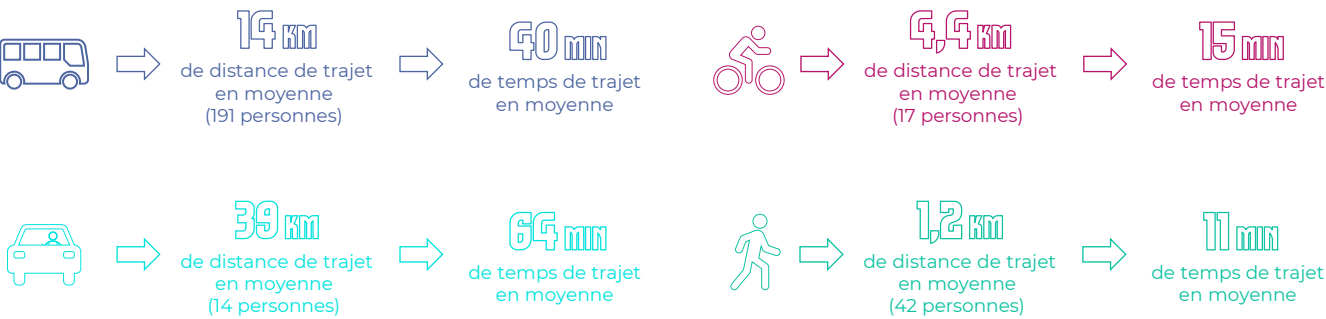 14 KM
de distance de trajet
en moyenne
(191 personnes)
40 MIN
de temps de trajet
en moyenne
4,4 KM
de distance de trajet
en moyenne
(17 personnes)
15 MIN
de temps de trajet
en moyenne
39 KM
de distance de trajet
en moyenne
(14 personnes)
64 MIN
de temps de trajet
en moyenne
1,2 KM
de distance de trajet
en moyenne
(42 personnes)
11 MIN
de temps de trajet
en moyenne